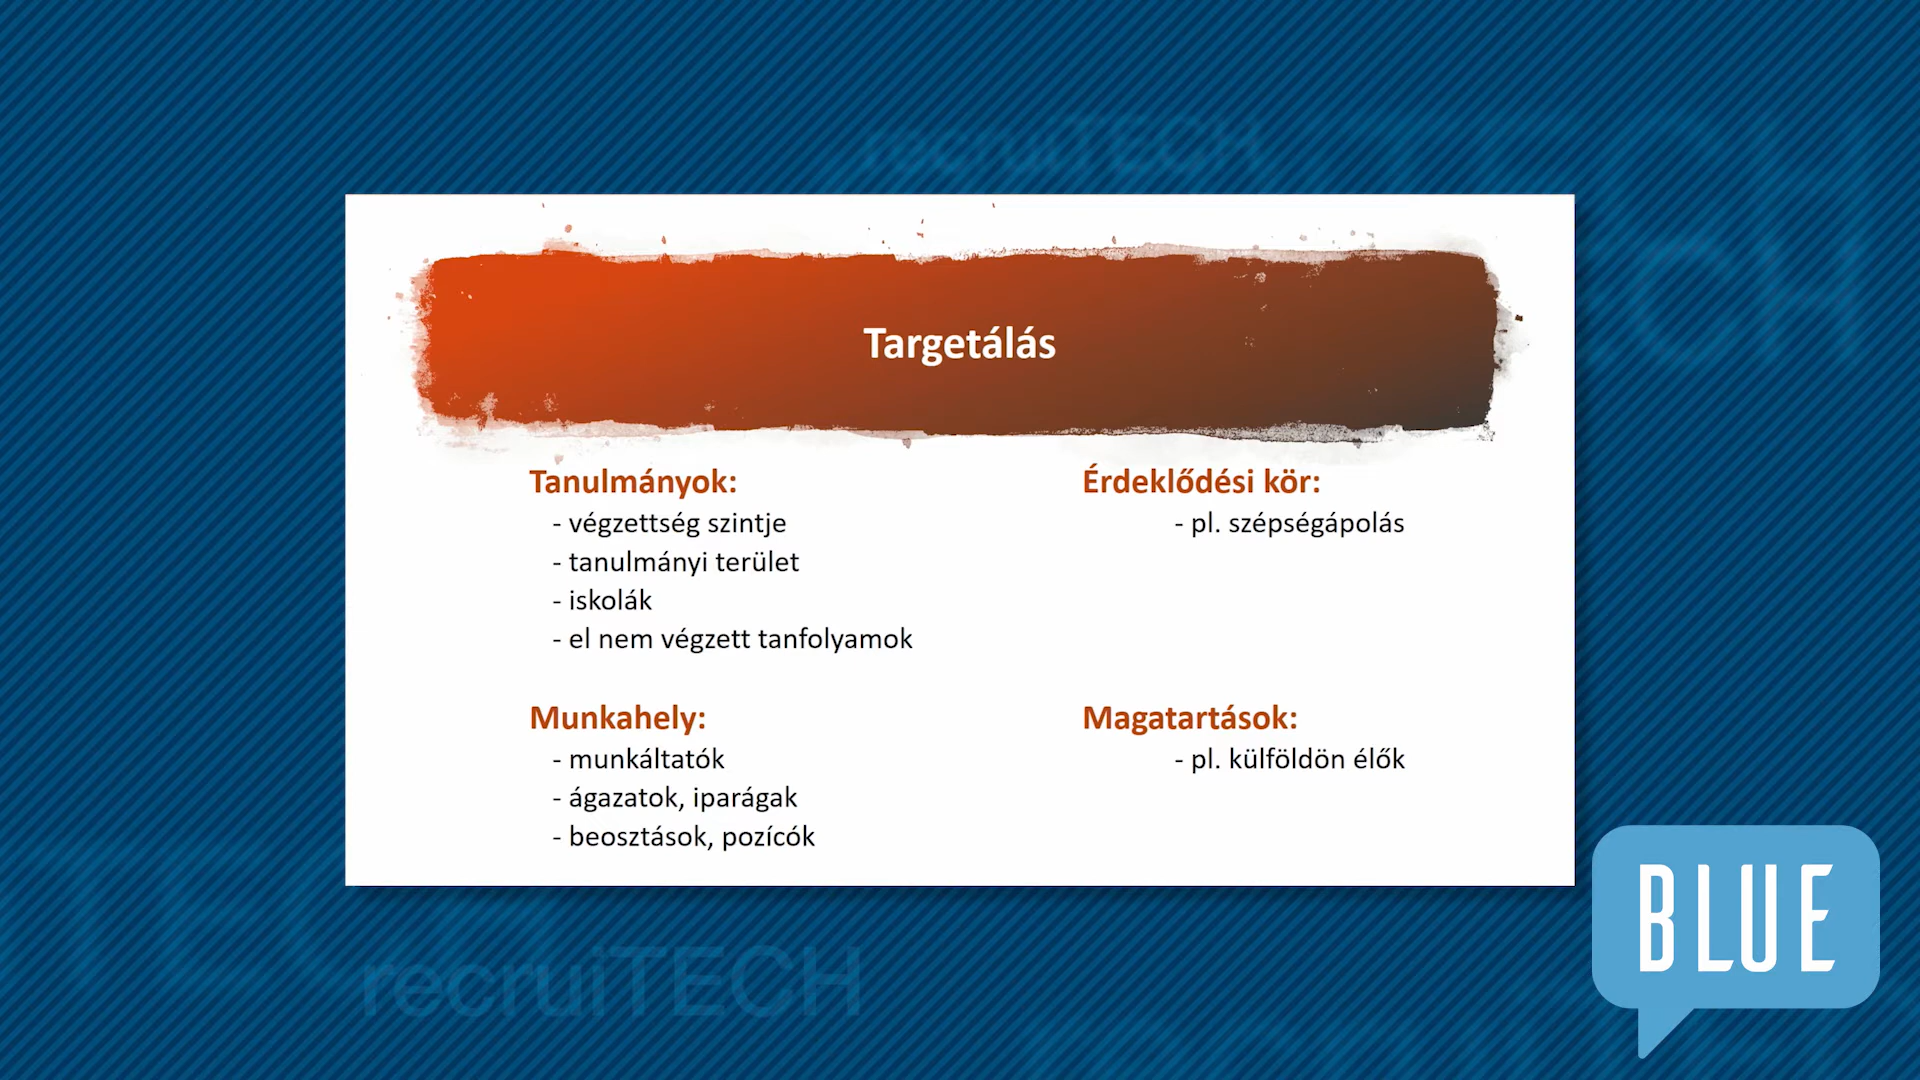 recruiTECH
Targetálás
Tanulmányok:
- végzettség szintje
- tanulmányi terület
- iskolák
- el nem végzett tanfolyamok
Érdeklődési kör:
- pl. szépségápolás
Munkahely:
- munkáltatók
- ágazatok, iparágak
- beosztások, pozícók
Magatartások:
- pl. külföldön élők
BLUE
recruiTECH